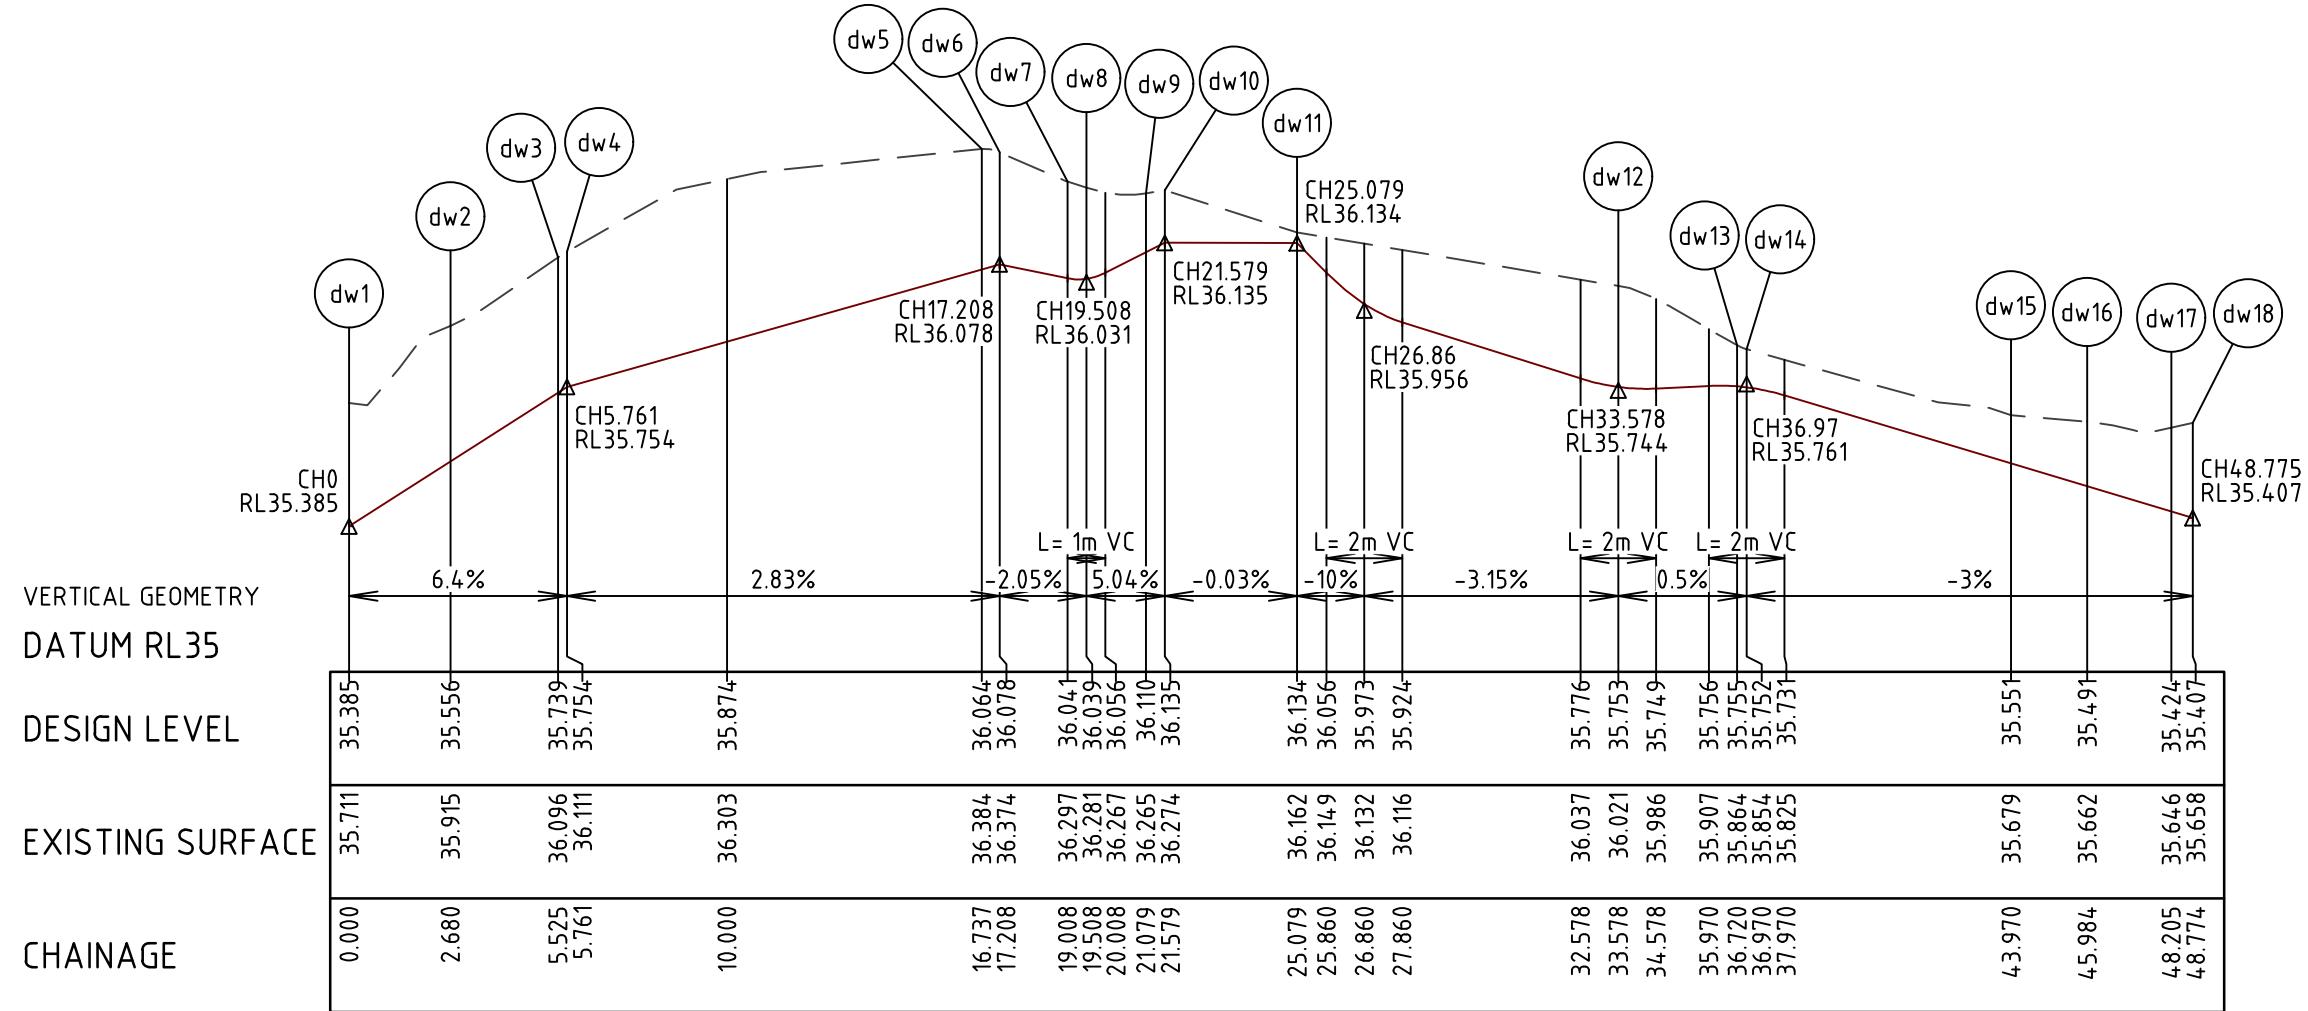 dw5
dw6
dw7
dw8
dw9
dw10
dw11
dw3
dw4
dw12
dw2
dw13
dw14
dw1
dw15
dw16
dw17
dw18
CH25.079
RL36.134
CH21.579
RL36.135
CH17.208
RL36.078
CH19.508
RL36.031
CH26.86
RL35.956
CH5.761
RL35.754
CH33.578
RL35.744
CH36.97
RL35.761
CH0
RL35.385
CH48.775
RL35.407
L= 1m VC
L= 2m VC
L= 2m VC
L= 2m VC
VERTICAL GEOMETRY
6.4%
2.83%
-2.05%
5.04%
-0.03%
-10%
-3.15%
0.5%
-3%
DATUM RL35
DESIGN LEVEL
35.385
35.556
35.739
35.754
35.874
36.064
36.078
36.041
36.039
36.056
36.110
36.135
36.134
36.056
35.973
35.924
35.776
35.753
35.749
35.756
35.755
35.752
35.731
35.551
35.491
35.424
35.407
EXISTING SURFACE
35.711
35.915
36.096
36.111
36.303
36.384
36.374
36.297
36.281
36.267
36.265
36.274
36.162
36.149
36.132
36.116
36.037
36.021
35.986
35.907
35.864
35.854
35.825
35.679
35.662
35.646
35.658
CHAINAGE
0.000
2.680
5.525
5.761
10.000
16.737
17.208
19.008
19.508
20.008
21.079
21.579
25.079
25.860
26.860
27.860
32.578
33.578
34.578
35.970
36.720
36.970
37.970
43.970
45.984
48.205
48.774